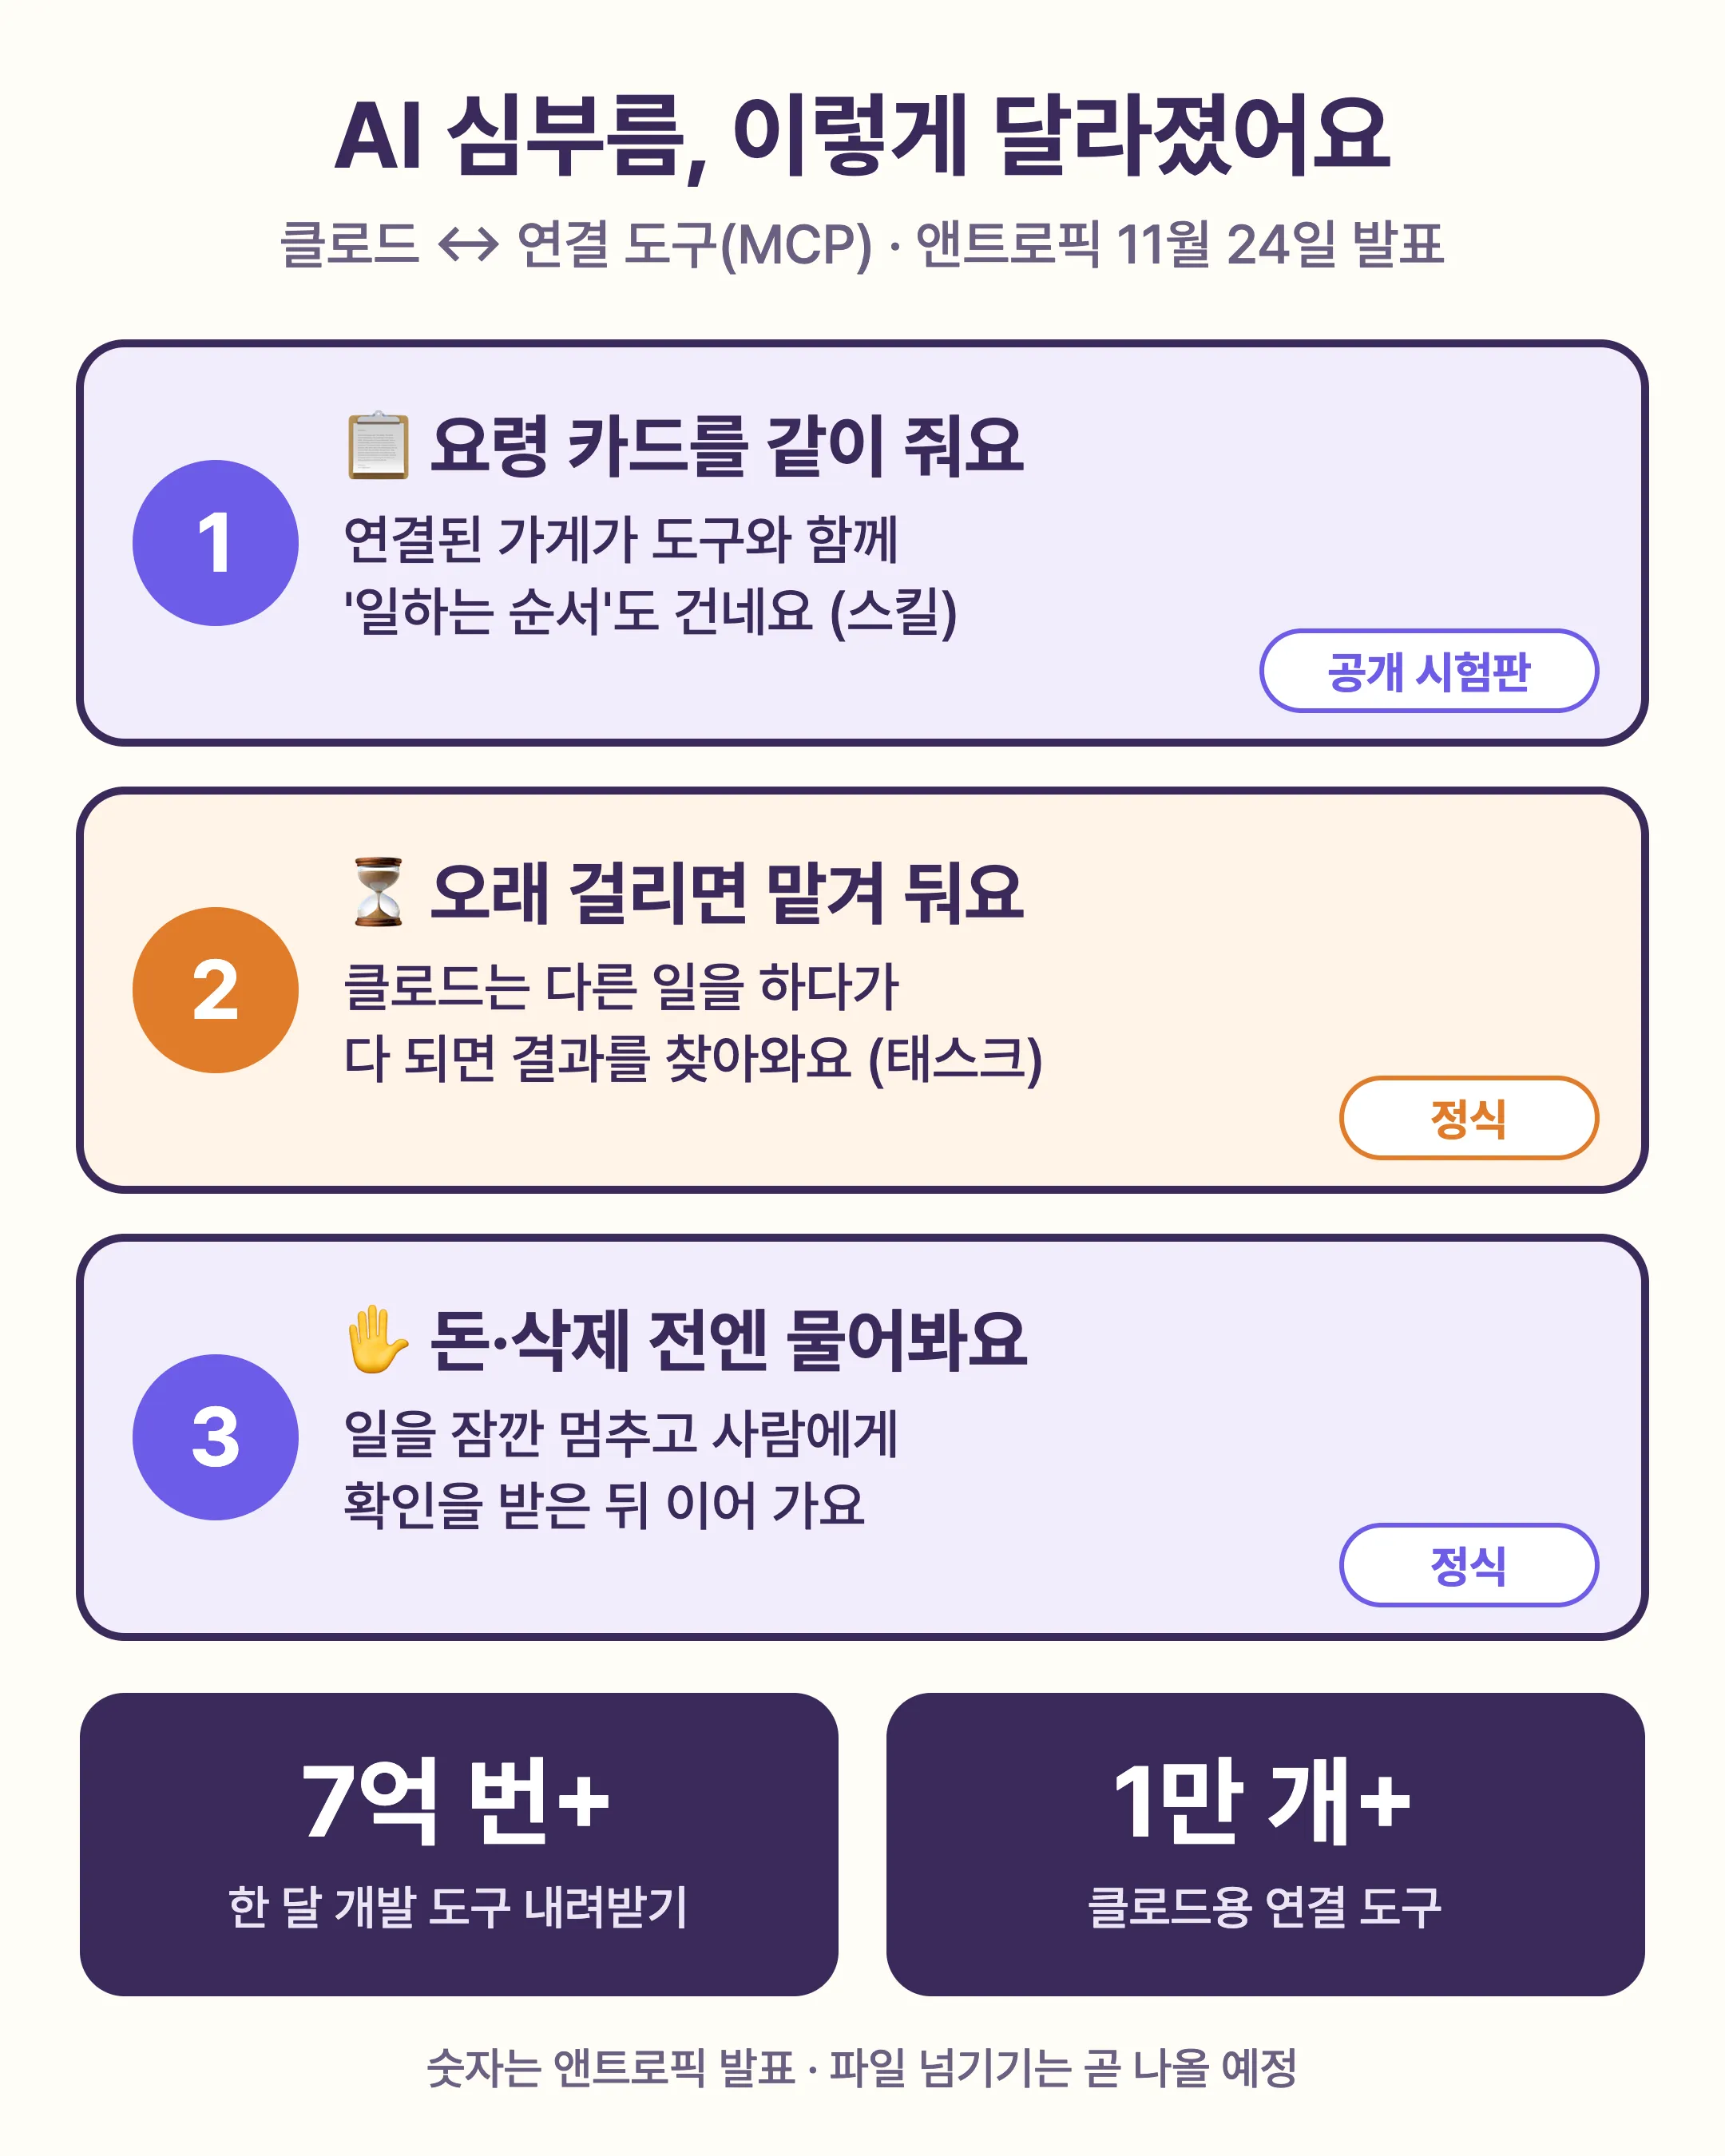 AI 심부름, 이렇게 달라졌어요
클로드 ↔ 연결 도구(MCP) · 앤트로픽 11월 24일 발표
1
📋 요령 카드를 같이 줘요
연결된 가게가 도구와 함께
'일하는 순서'도 건네요 (스킬)
공개 시험판
2
⏳ 오래 걸리면 맡겨 둬요
클로드는 다른 일을 하다가
다 되면 결과를 찾아와요 (태스크)
정식
3
✋ 돈·삭제 전엔 물어봐요
일을 잠깐 멈추고 사람에게
확인을 받은 뒤 이어 가요
정식
7억 번+
한 달 개발 도구 내려받기
1만 개+
클로드용 연결 도구
숫자는 앤트로픽 발표 · 파일 넘기기는 곧 나올 예정